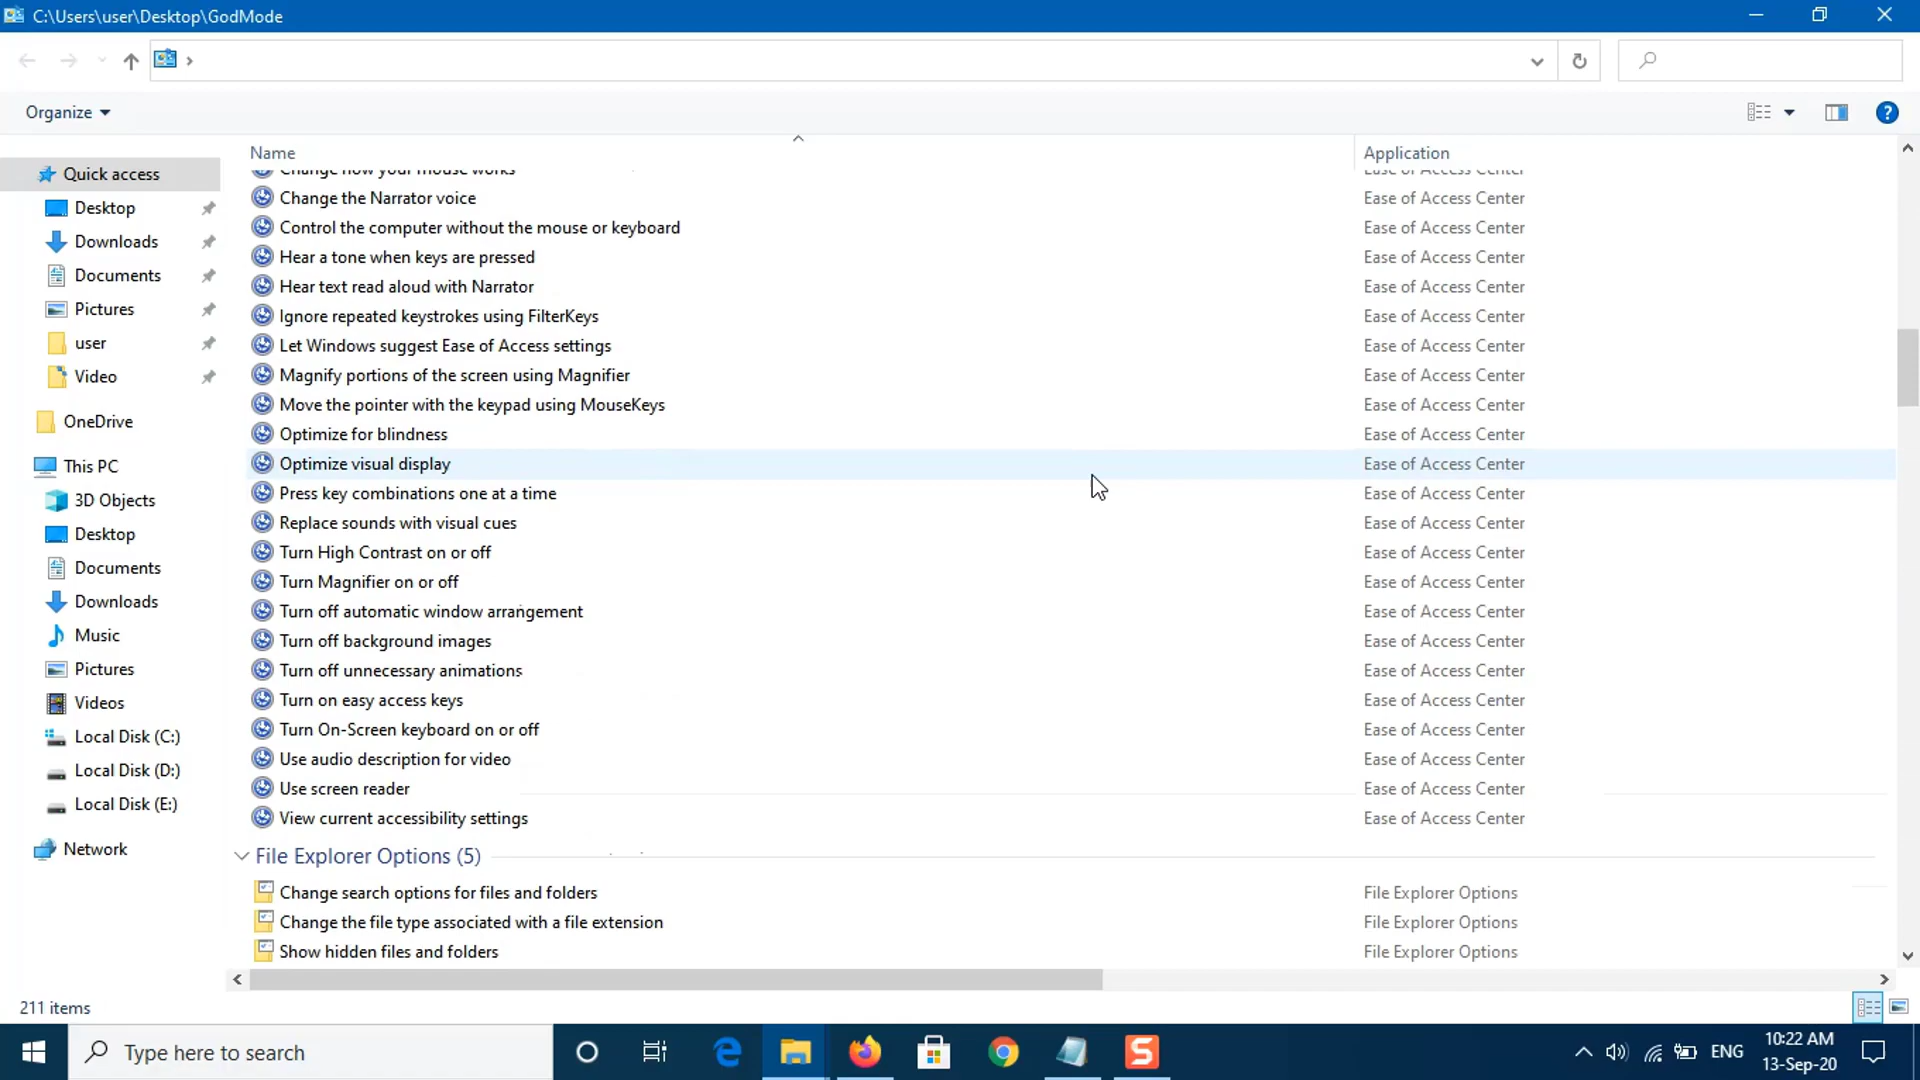 C:\Users\user\Desktop\GodMode
Organize
Name
Application
Quick access
Desktop
Downloads
Documents
Pictures
user
Video
OneDrive
This PC
3D Objects
Desktop
Documents
Downloads
Music
Pictures
Videos
Local Disk (C:)
Local Disk (D:)
Local Disk (E:)
Network
Change how your mouse works Ease of Access Center
Change the Narrator voice Ease of Access Center
Control the computer without the mouse or keyboard Ease of Access Center
Hear a tone when keys are pressed Ease of Access Center
Hear text read aloud with Narrator Ease of Access Center
Ignore repeated keystrokes using FilterKeys Ease of Access Center
Let Windows suggest Ease of Access settings Ease of Access Center
Magnify portions of the screen using Magnifier Ease of Access Center
Move the pointer with the keypad using MouseKeys Ease of Access Center
Optimize for blindness Ease of Access Center
Optimize visual display Ease of Access Center
Press key combinations one at a time Ease of Access Center
Replace sounds with visual cues Ease of Access Center
Turn High Contrast on or off Ease of Access Center
Turn Magnifier on or off Ease of Access Center
Turn off automatic window arrangement Ease of Access Center
Turn off background images Ease of Access Center
Turn off unnecessary animations Ease of Access Center
Turn on easy access keys Ease of Access Center
Turn On-Screen keyboard on or off Ease of Access Center
Use audio description for video Ease of Access Center
Use screen reader Ease of Access Center
View current accessibility settings Ease of Access Center
File Explorer Options (5)
Change search options for files and folders File Explorer Options
Change the file type associated with a file extension File Explorer Options
Show hidden files and folders File Explorer Options
211 items
Type here to search
ENG
10:22 AM
13-Sep-20